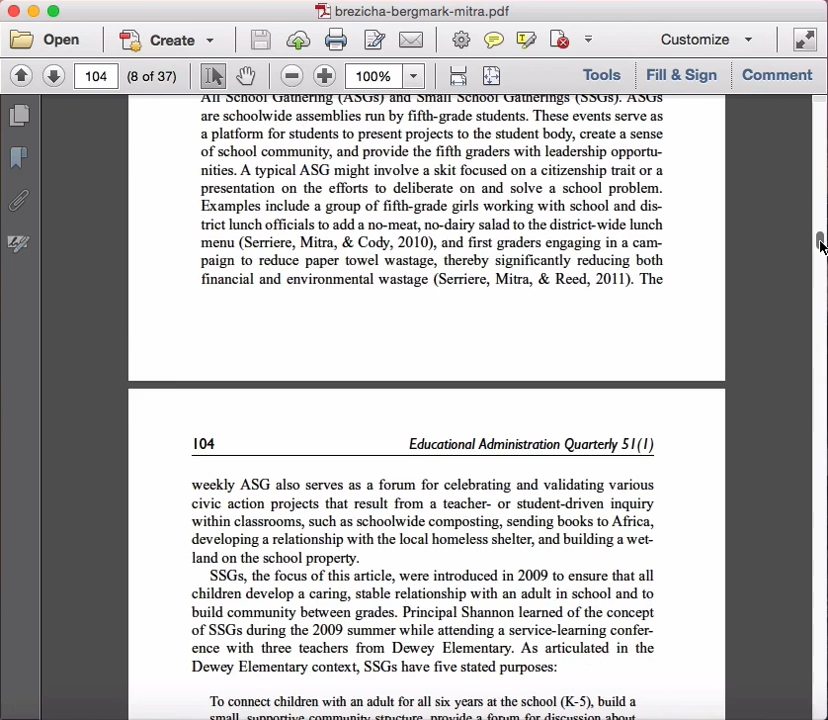 brezicha-bergmark-mitra.pdf
Open Create Customize
104 (8 of 37) 100% Tools Fill & Sign Comment
All School Gathering (ASGs) and Small School Gatherings (SSGs). ASGs
are schoolwide assemblies run by fifth-grade students. These events serve as
a platform for students to present projects to the student body, create a sense
of school community, and provide the fifth graders with leadership opportu-
nities. A typical ASG might involve a skit focused on a citizenship trait or a
presentation on the efforts to deliberate on and solve a school problem.
Examples include a group of fifth-grade girls working with school and dis-
trict lunch officials to add a no-meat, no-dairy salad to the district-wide lunch
menu (Serriere, Mitra, & Cody, 2010), and first graders engaging in a cam-
paign to reduce paper towel wastage, thereby significantly reducing both
financial and environmental wastage (Serriere, Mitra, & Reed, 2011). The
104 Educational Administration Quarterly 51(1)
weekly ASG also serves as a forum for celebrating and validating various
civic action projects that result from a teacher- or student-driven inquiry
within classrooms, such as schoolwide composting, sending books to Africa,
developing a relationship with the local homeless shelter, and building a wet-
land on the school property.
SSGs, the focus of this article, were introduced in 2009 to ensure that all
children develop a caring, stable relationship with an adult in school and to
build community between grades. Principal Shannon learned of the concept
of SSGs during the 2009 summer while attending a service-learning confer-
ence with three teachers from Dewey Elementary. As articulated in the
Dewey Elementary context, SSGs have five stated purposes:
To connect children with an adult for all six years at the school (K-5), build a
small, supportive community structure, provide a forum for discussion about